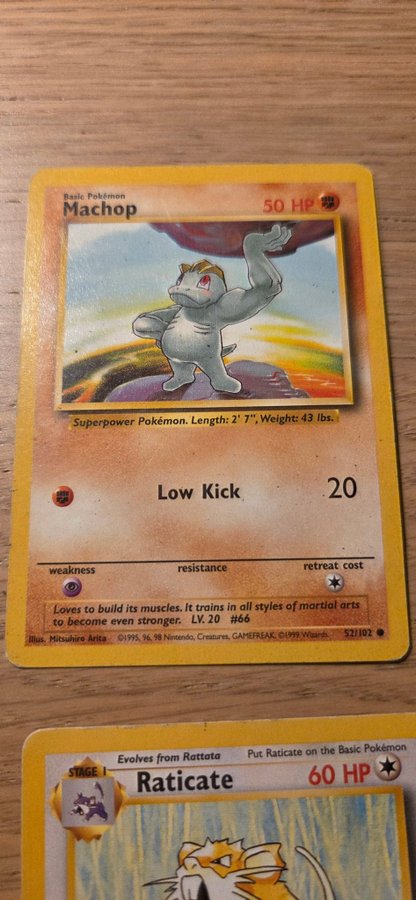 Basic Pokémon
Machop 50 HP
Superpower Pokémon. Length: 2' 7", Weight: 43 lbs.
Low Kick 20
weakness resistance retreat cost
Loves to build its muscles. It trains in all styles of martial arts
to become even stronger. LV. 20 #66
Illus. Mitsuhiro Arita ©1995, 96, 98 Nintendo, Creatures, GAMEFREAK. ©1999 Wizards. 52/102
Evolves from Rattata Put Raticate on the Basic Pokémon
STAGE 1 Raticate 60 HP